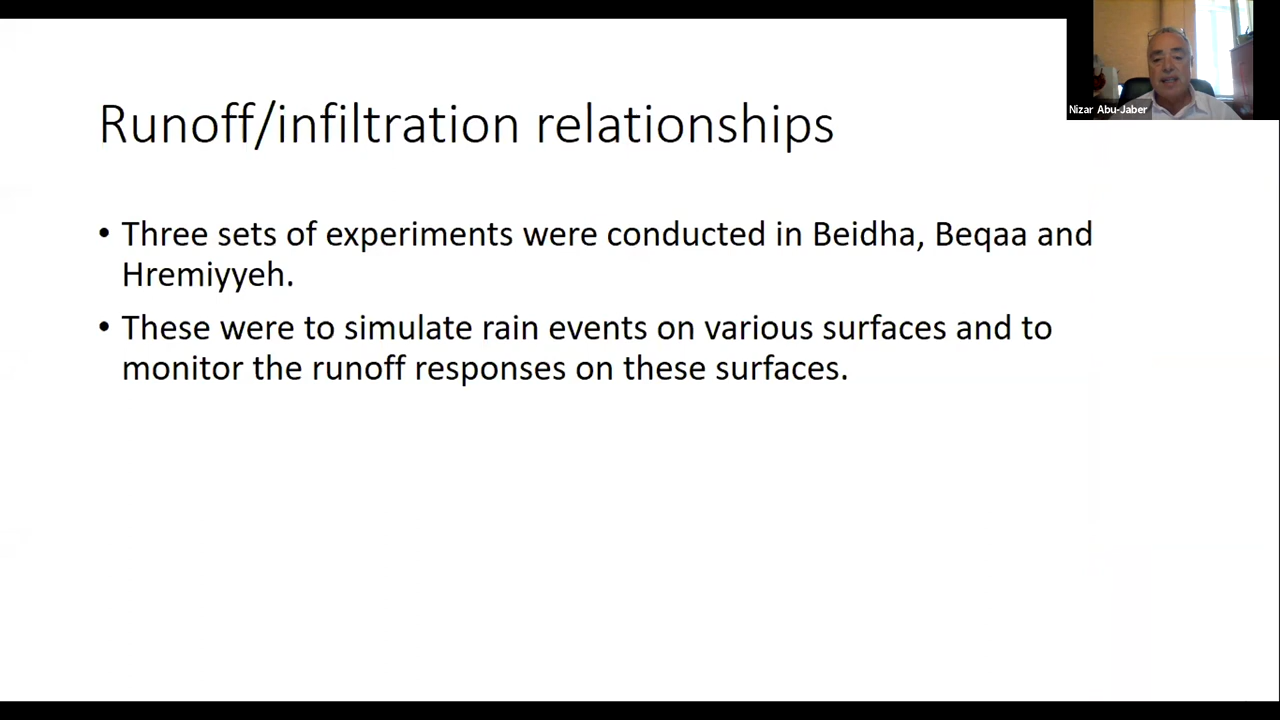 Nizar Abu-Jaber
Runoff/infiltration relationships
• Three sets of experiments were conducted in Beidha, Beqaa and
Hremiyyeh.
• These were to simulate rain events on various surfaces and to
monitor the runoff responses on these surfaces.